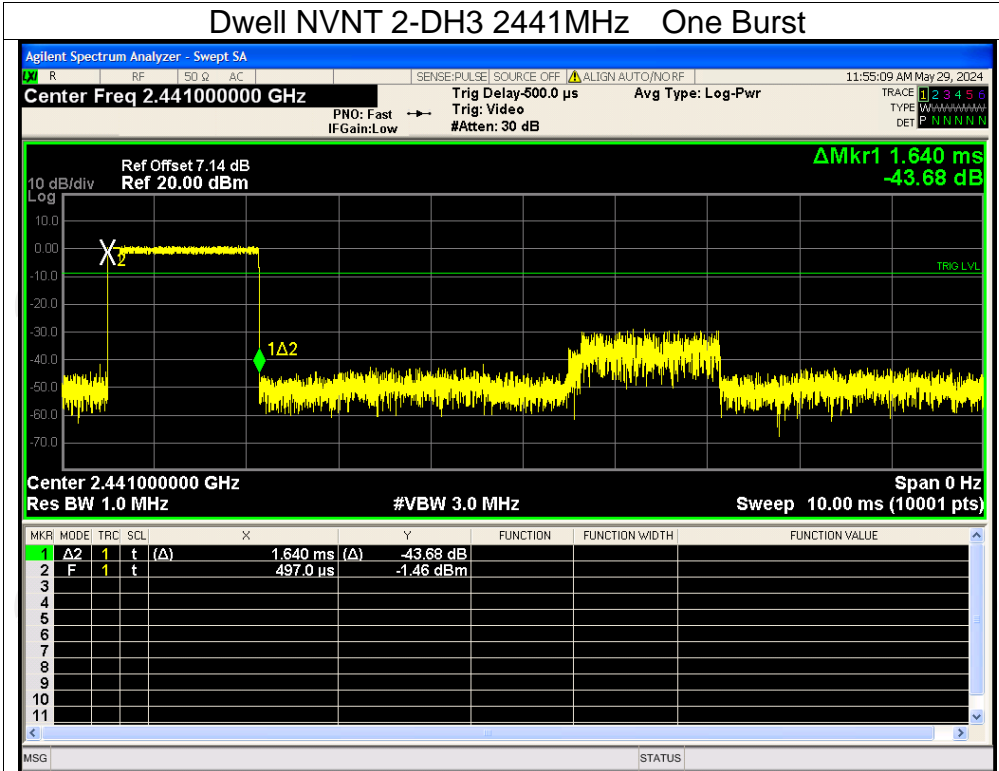 Dwell NVNT 2-DH3 2441MHz One Burst
Agilent Spectrum Analyzer - Swept SA
LXI R RF 50 Ω AC SENSE:PULSE SOURCE OFF ALIGN AUTO/NO RF 11:55:09 AM May 29, 2024
Center Freq 2.441000000 GHz
PNO: Fast
IFGain:Low
Trig Delay-500.0 µs
Trig: Video
#Atten: 30 dB
Avg Type: Log-Pwr
TRACE 1 2 3 4 5 6
TYPE WWWWWW
DET P N N N N N
ΔMkr1 1.640 ms
-43.68 dB
Ref Offset 7.14 dB
10 dB/div Ref 20.00 dBm
Log
10.0
0.00
2
TRIG LVL
-10.0
-20.0
-30.0
1Δ2
-40.0
-50.0
-60.0
-70.0
Center 2.441000000 GHz Span 0 Hz
Res BW 1.0 MHz #VBW 3.0 MHz Sweep 10.00 ms (10001 pts)
MKR MODE TRC SCL X Y FUNCTION FUNCTION WIDTH FUNCTION VALUE
1 Δ2 1 t (Δ) 1.640 ms (Δ) -43.68 dB
2 F 1 t 497.0 µs -1.46 dBm
3
4
5
6
7
8
9
10
11
MSG STATUS